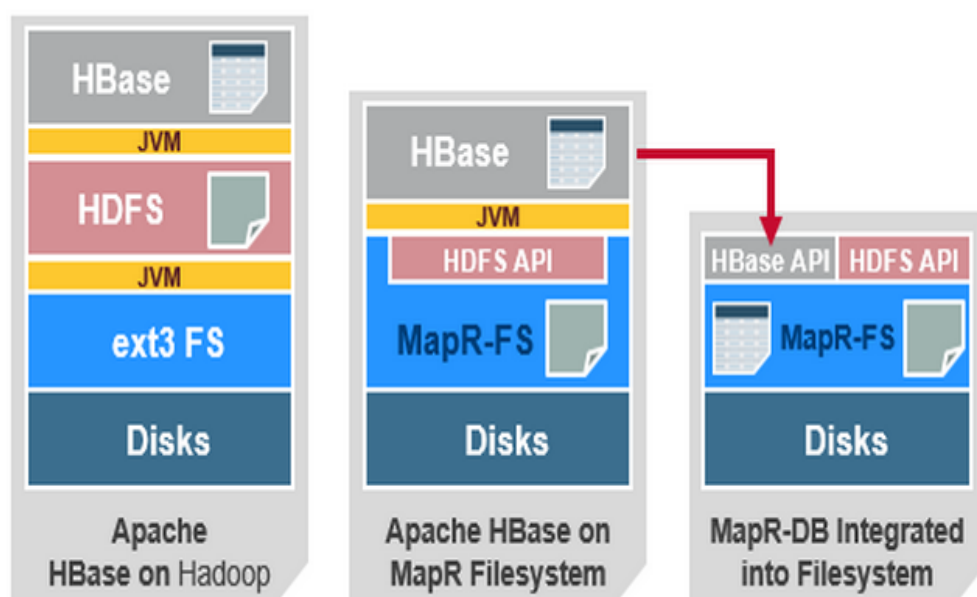 HBase
JVM
HDFS
JVM
ext3 FS
Disks
Apache
HBase on Hadoop
HBase
JVM
HDFS API
MapR-FS
Disks
Apache HBase on
MapR Filesystem
HBase API HDFS API
MapR-FS
Disks
MapR-DB Integrated
into Filesystem